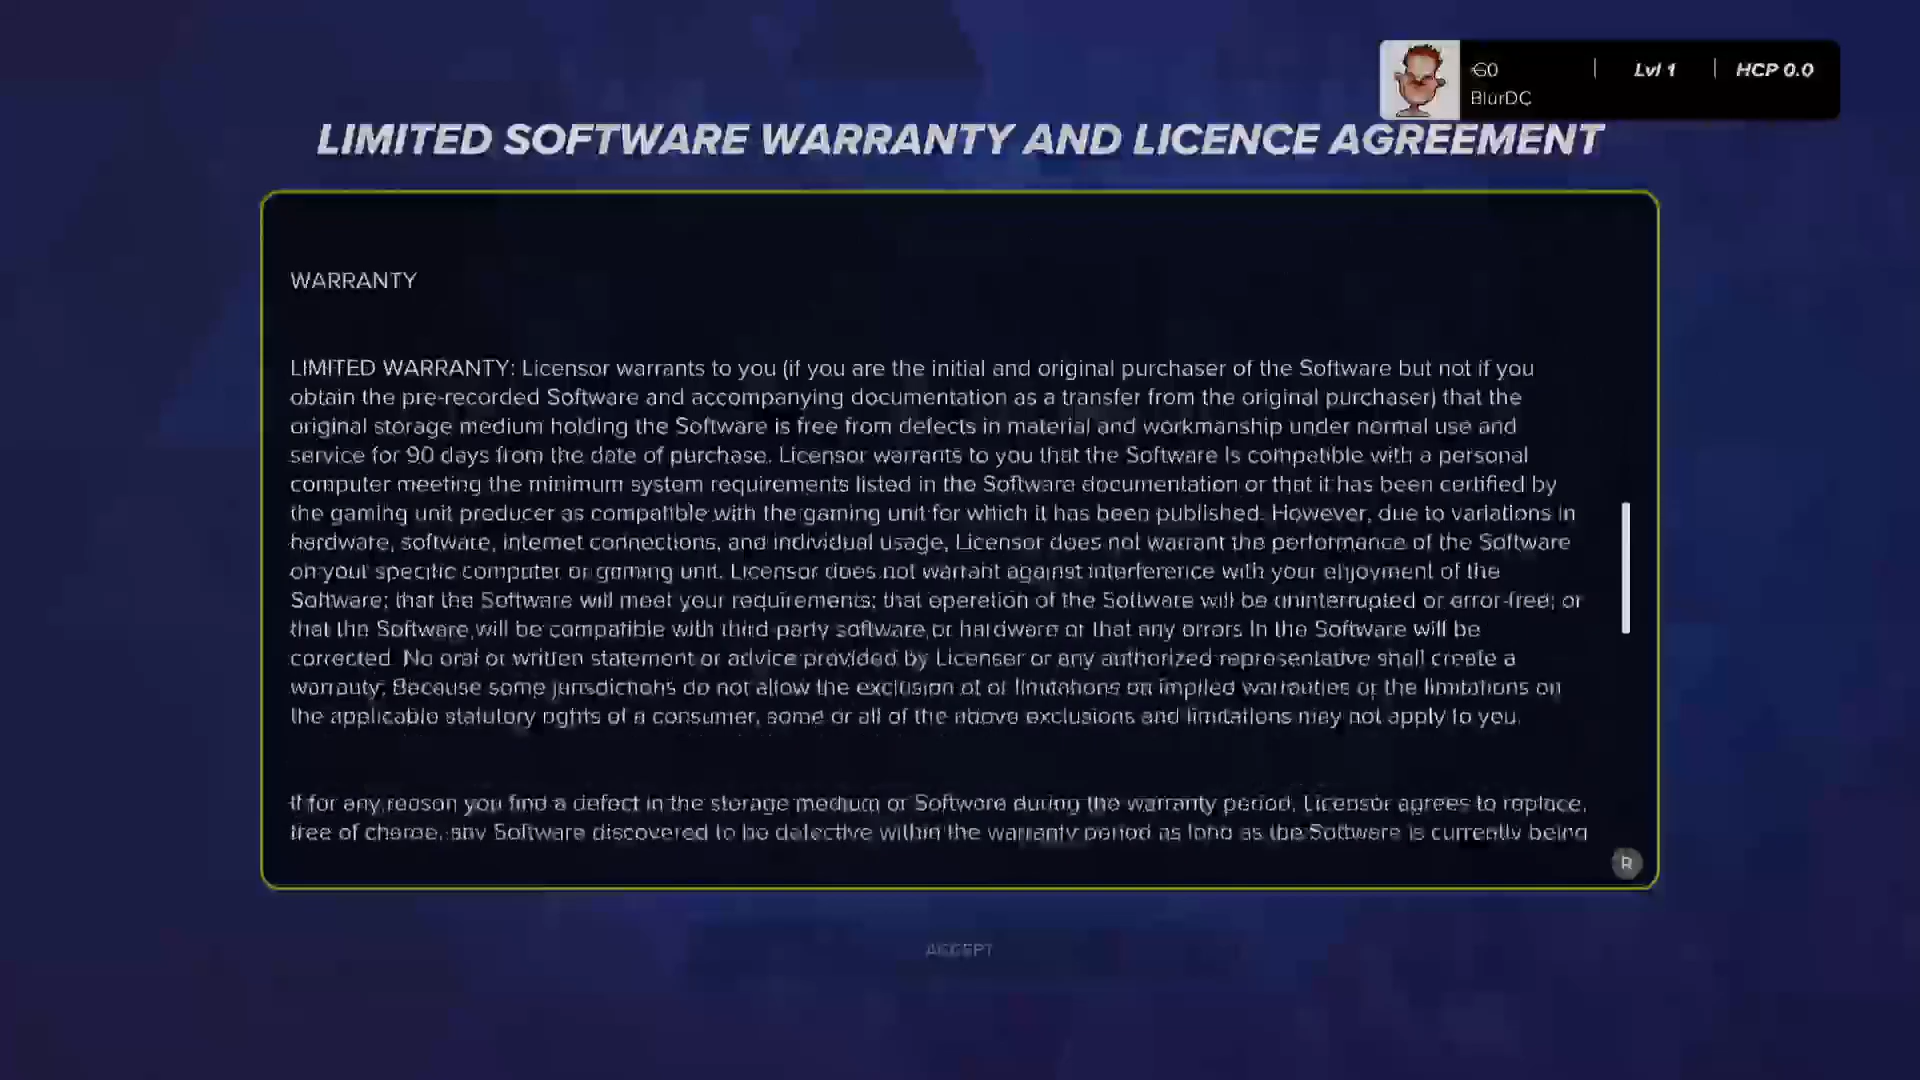 GO
Lvl 1
HCP 0.0
BlurDC
LIMITED SOFTWARE WARRANTY AND LICENCE AGREEMENT
WARRANTY
LIMITED WARRANTY: Licensor warrants to you (if you are the initial and original purchaser of the Software but not if you
obtain the pre-recorded Software and accompanying documentation as a transfer from the original purchaser) that the
original storage medium holding the Software is free from defects in material and workmanship under normal use and
service for 90 days from the date of purchase. Licensor warrants to you that the Software is compatible with a personal
computer meeting the minimum system requirements listed in the Software documentation or that it has been certified by
the gaming unit producer as compatible with the gaming unit for which it has been published. However, due to variations in
hardware, software, internet connections, and individual usage, Licensor does not warrant the performance of the Software
on your specific computer or gaming unit. Licensor does not warrant against interference with your enjoyment of the
Software; that the Software will meet your requirements; that operation of the Software will be uninterrupted or error-free; or
that the Software will be compatible with third party software or hardware or that any errors in the Software will be
corrected. No oral or written statement or advice provided by Licensor or any authorized representative shall create a
warranty. Because some jurisdictions do not allow the exclusion of or limitations on implied warranties or the limitations on
the applicable statutory rights of a consumer, some or all of the above exclusions and limitations may not apply to you.
If for any reason you find a defect in the storage medium or Software during the warranty period, Licensor agrees to replace,
free of charge, any Software discovered to be defective within the warranty period as long as the Software is currently being
R
ACCEPT